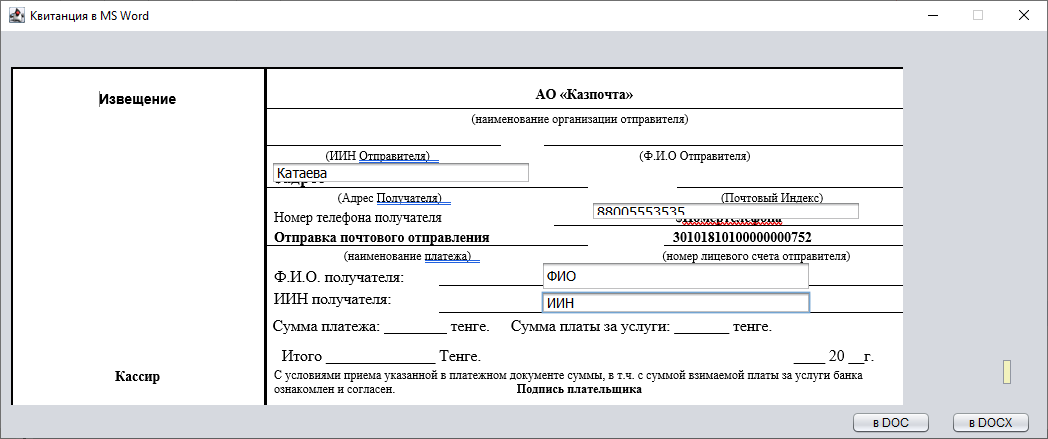 Квитанция в MS Word
Извещение
АО «Казпочта»
(наименование организации отправителя)
(ИИН Отправителя) (Ф.И.О Отправителя)
Катаева
(Адрес Получателя) (Почтовый Индекс)
88005553535
Номер телефона получателя
Отправка почтового отправления 30101810100000000752
(наименование платежа) (номер лицевого счета отправителя)
Ф.И.О. получателя: ФИО
ИИН получателя: ИИН
Сумма платежа: ________ тенге. Сумма платы за услуги: _______ тенге.
Итого ______________ Тенге. ____ 20 __г.
Кассир
С условиями приема указанной в платежном документе суммы, в т.ч. с суммой взимаемой платы за услуги банка
ознакомлен и согласен. Подпись плательщика
в DOC в DOCX